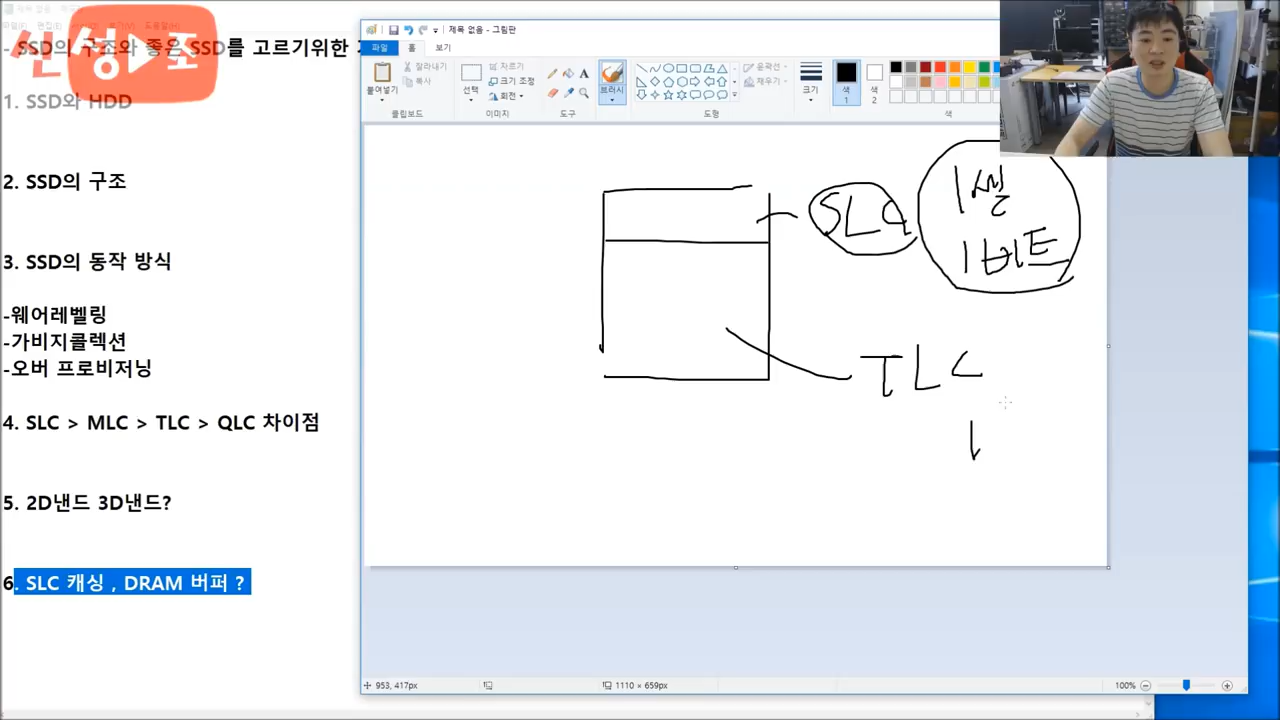 신성조
- SSD의 구조와 좋은 SSD를 고르기위한
1. SSD와 HDD
2. SSD의 구조
3. SSD의 동작 방식
-웨어레벨링
-가비지콜렉션
-오버 프로비저닝
4. SLC > MLC > TLC > QLC 차이점
5. 2D낸드 3D낸드?
6. SLC 캐싱 , DRAM 버퍼 ?
제목 없음 - 그림판
파일 홈 보기
붙여넣기
잘라내기
복사
클립보드
선택
자르기
크기 조정
회전
이미지
도구
브러시
윤곽선
채우기
도형
크기
색 1
색 2
색
SLC
1셀
1비트
TLC
1
953, 417px
1110 × 659px
100%